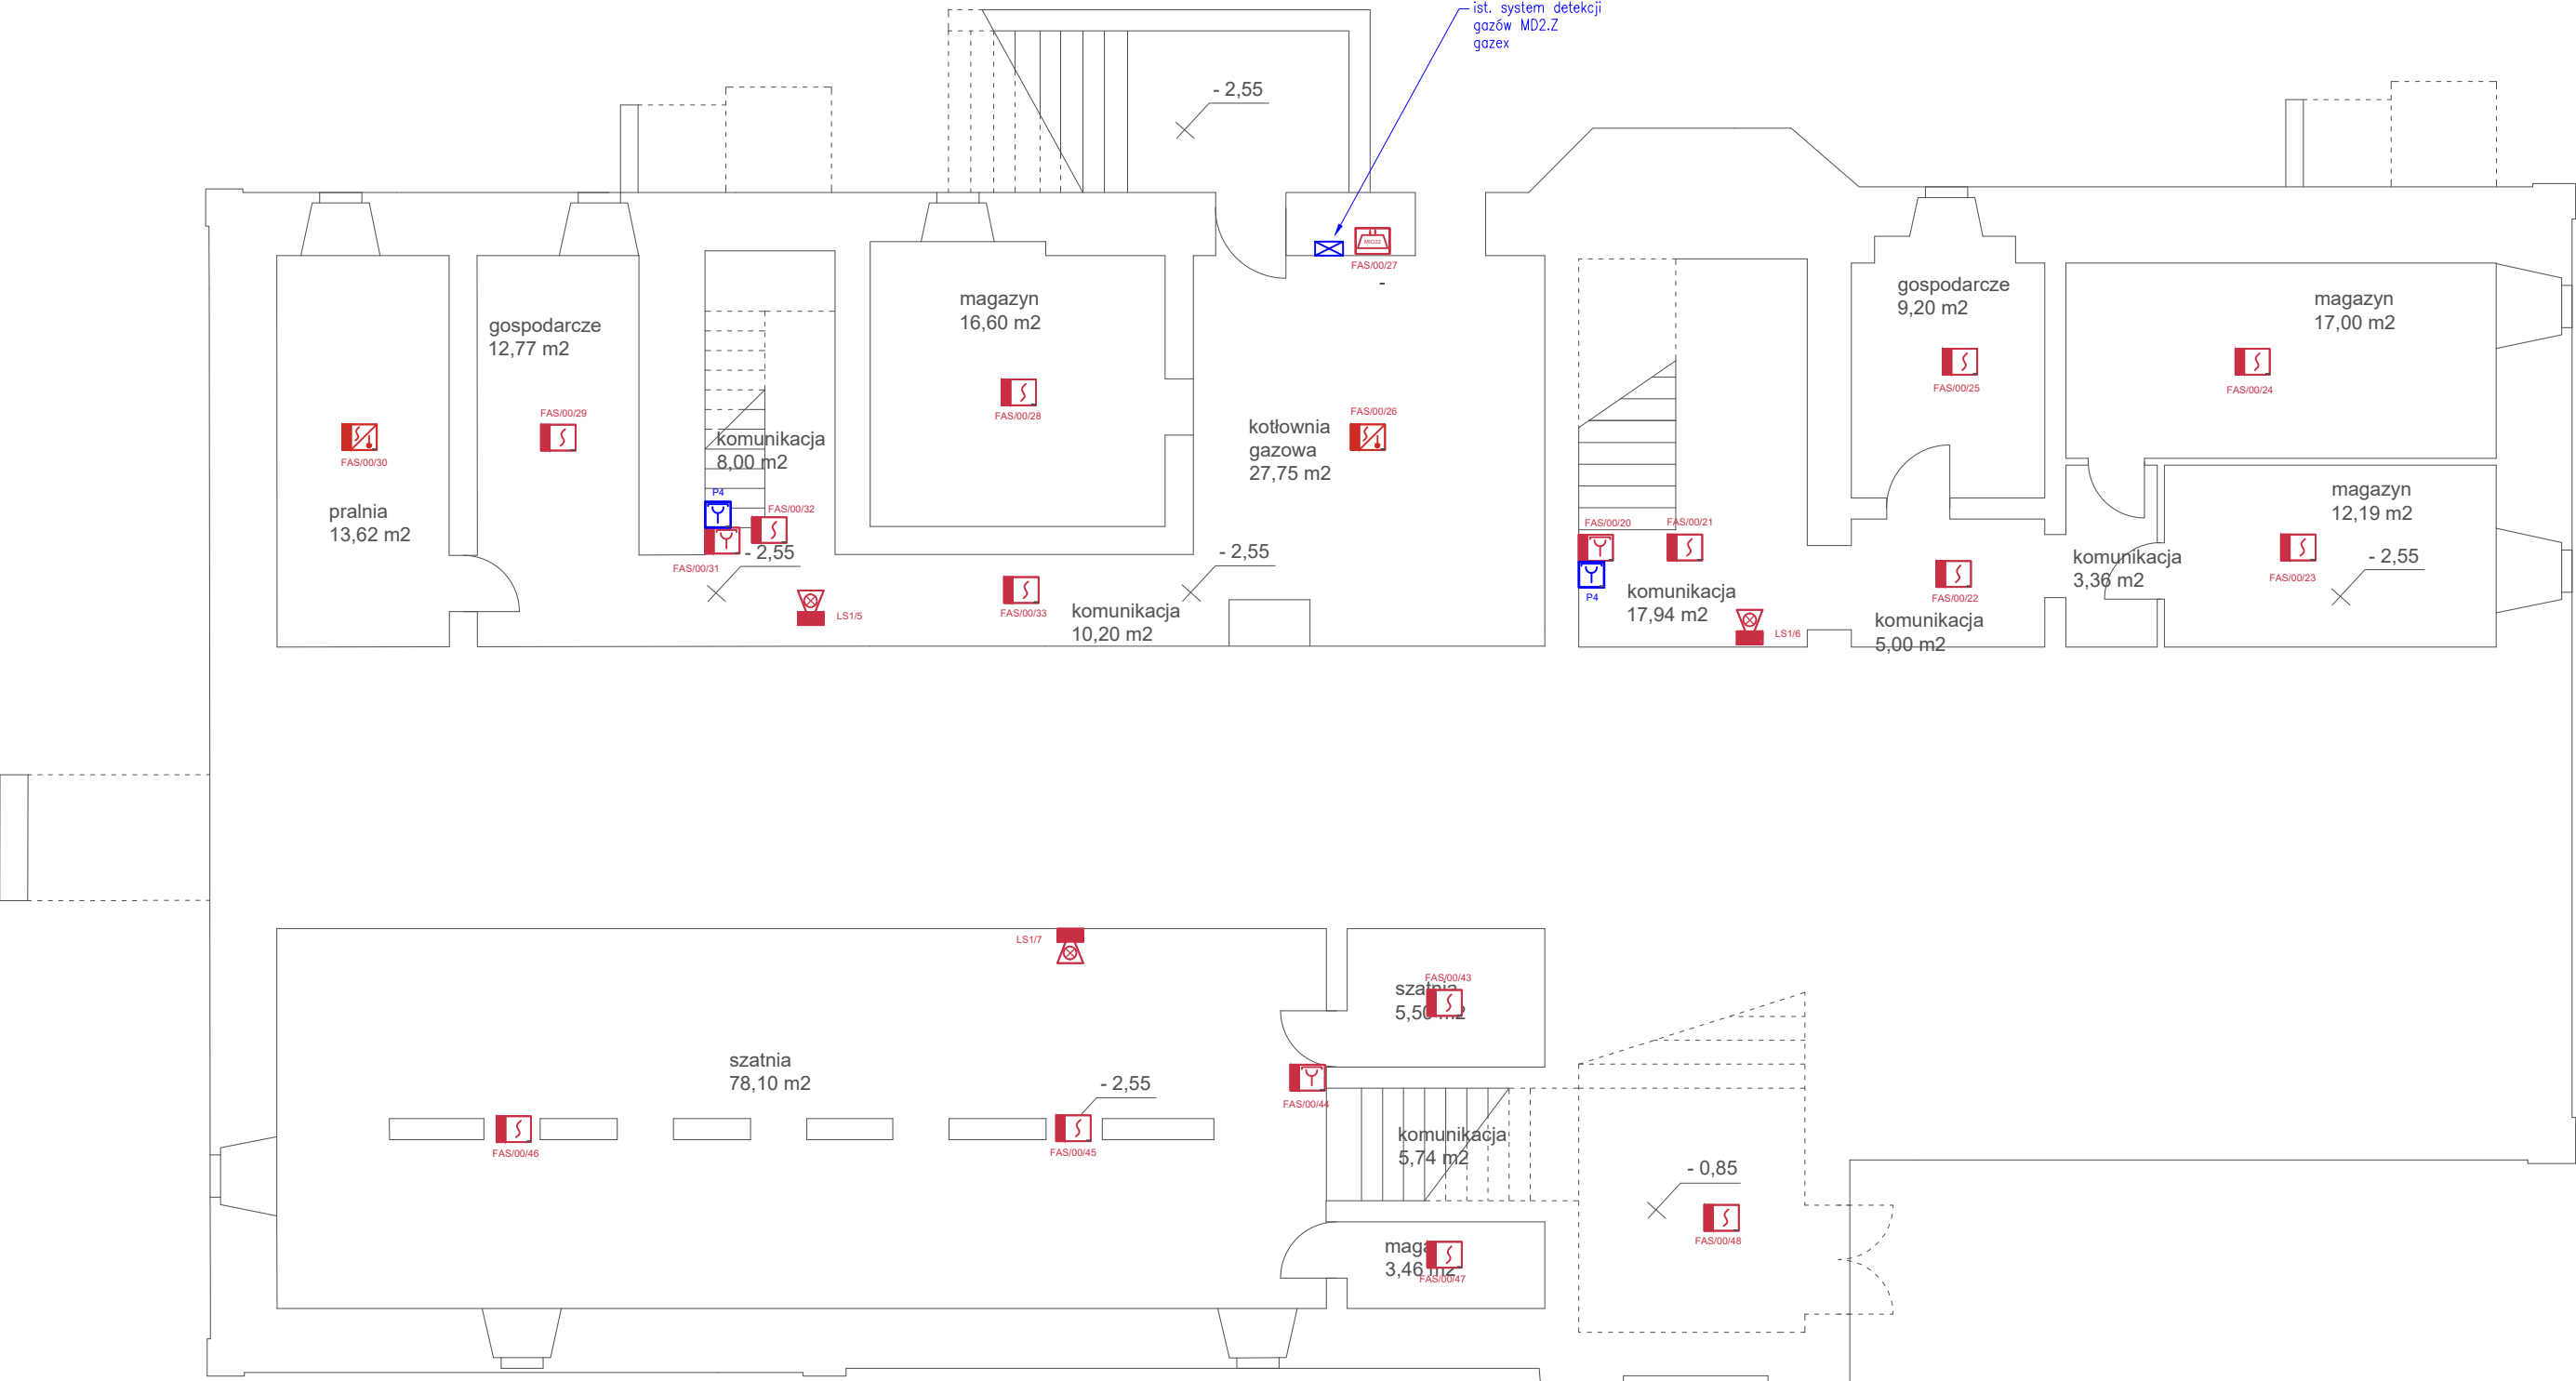 ist. system detekcji
gazów MD2.Z
gazex
- 2,55
MIO22
FAS/00/27
-
gospodarcze
9,20 m2
magazyn
17,00 m2
magazyn
16,60 m2
gospodarcze
12,77 m2
FAS/00/25
FAS/00/24
FAS/00/29
FAS/00/28
FAS/00/26
kotłownia
gazowa
27,75 m2
komunikacja
8,00 m2
FAS/00/30
pralnia
13,62 m2
P4
FAS/00/32
- 2,55
FAS/00/31
- 2,55
FAS/00/20
FAS/00/21
P4
magazyn
12,19 m2
- 2,55
FAS/00/23
komunikacja
3,36 m2
FAS/00/22
komunikacja
17,94 m2
LS1/6
komunikacja
5,00 m2
LS1/5
FAS/00/33
komunikacja
10,20 m2
LS1/7
FAS/00/43
szatnia
szatnia
78,10 m2
- 2,55
FAS/00/44
komunikacja
5,74 m2
FAS/00/46
FAS/00/45
- 0,85
FAS/00/48
3,46 m2
FAS/00/47